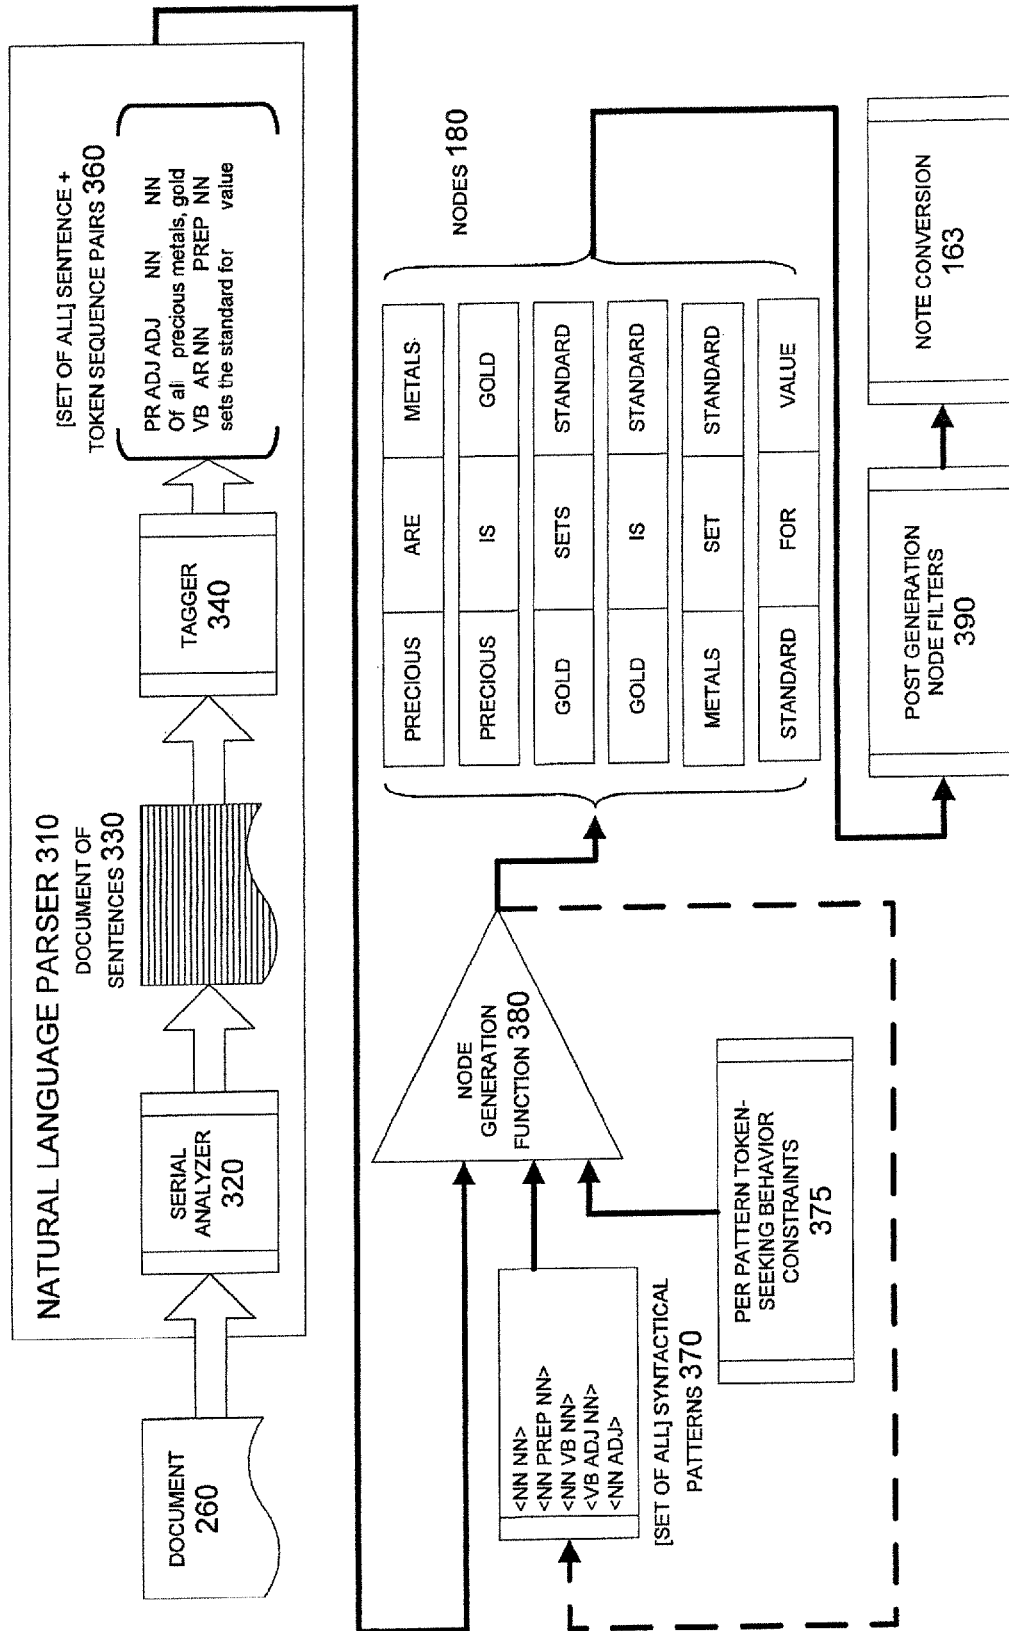 NATURAL LANGUAGE PARSER 310
DOCUMENT
260
SERIAL
ANALYZER
320
DOCUMENT OF
SENTENCES 330
TAGGER
340
[SET OF ALL] SENTENCE +
TOKEN SEQUENCE PAIRS 360
PR ADJ ADJ NN NN
Of all precious metals, gold
VB AR NN PREP NN
sets the standard for value
<NN NN>
<NN PREP NN>
<NN VB NN>
<VB ADJ NN>
<NN ADJ>
[SET OF ALL] SYNTACTICAL
PATTERNS 370
PER PATTERN TOKEN-
SEEKING BEHAVIOR
CONSTRAINTS
375
NODE
GENERATION
FUNCTION 380
PRECIOUS ARE METALS
PRECIOUS IS GOLD
GOLD SETS STANDARD
GOLD IS STANDARD
METALS SET STANDARD
STANDARD FOR VALUE
NODES 180
POST GENERATION
NODE FILTERS
390
NOTE CONVERSION
163